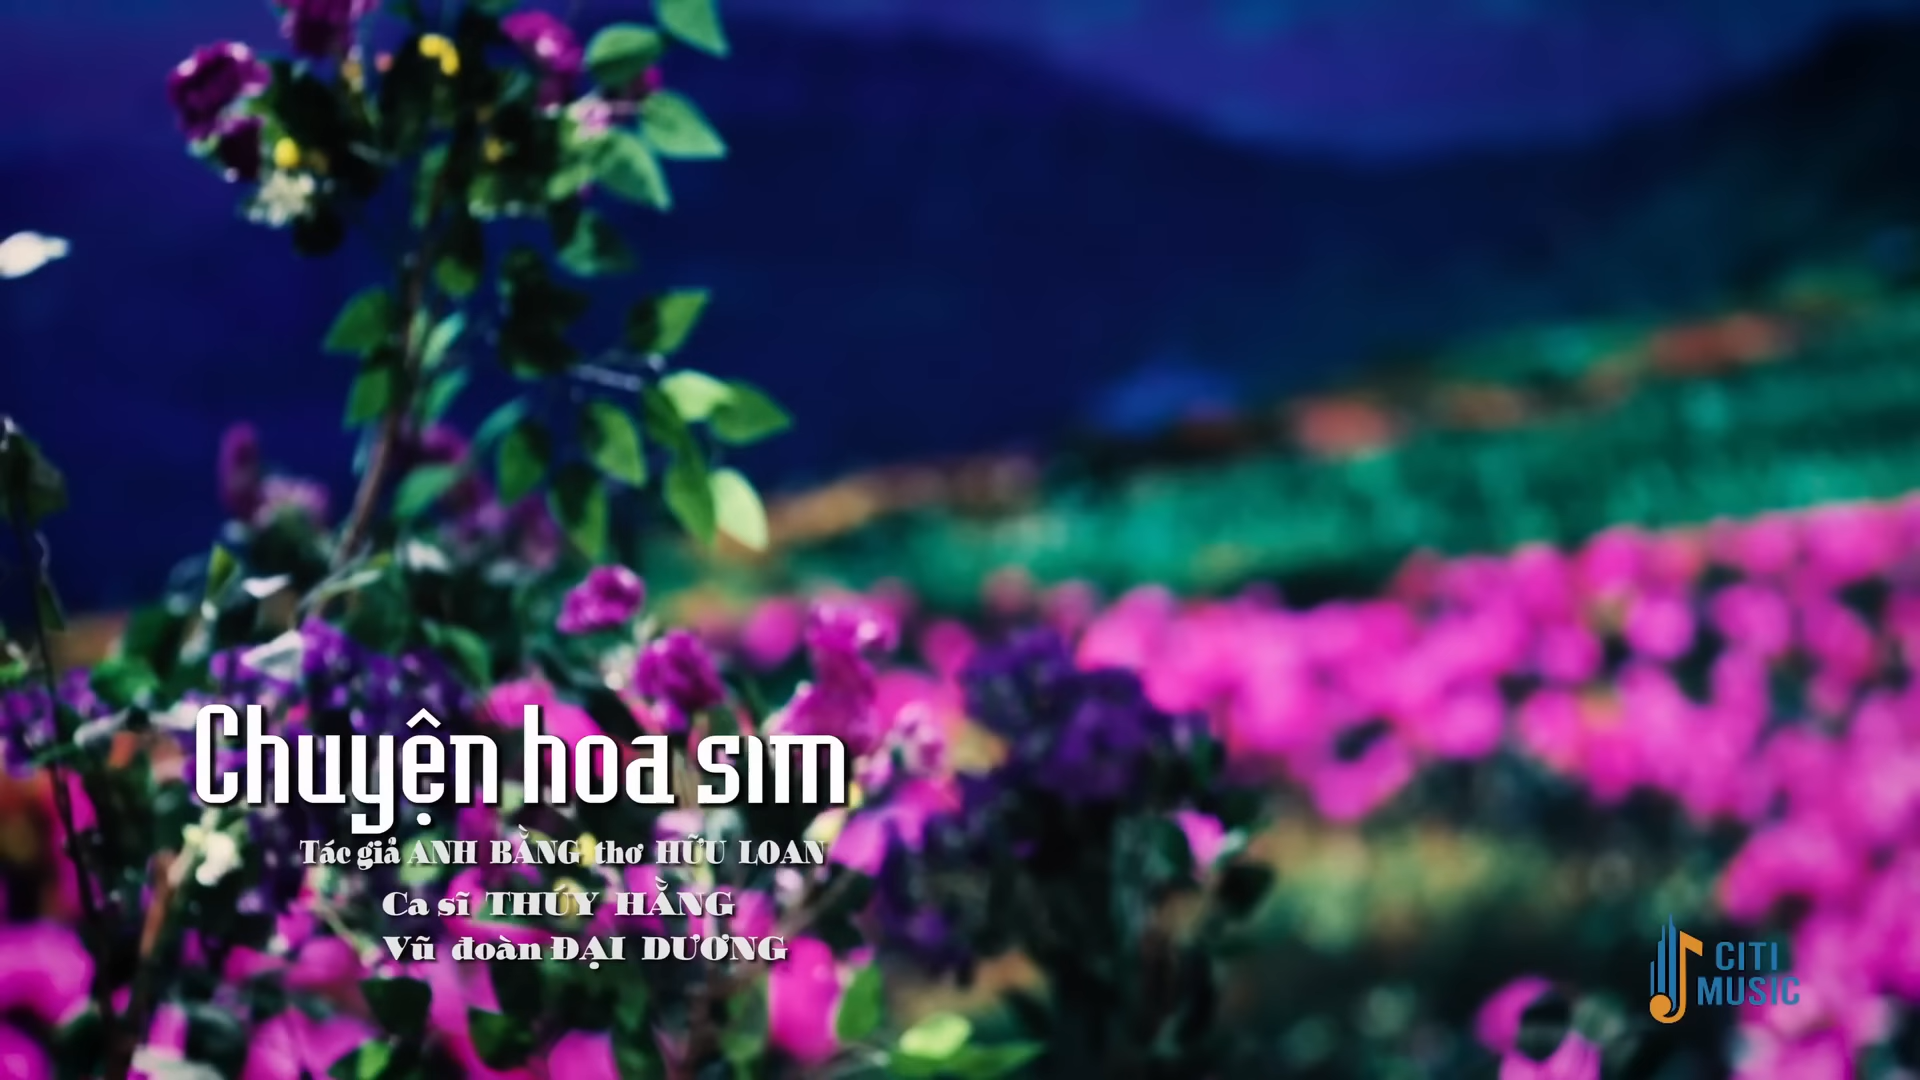 Chuyện hoa sim
Tác giả ANH BẰNG thơ HỮU LOAN
Ca sĩ THÚY HẰNG
Vũ đoàn ĐẠI DƯƠNG
CITI
MUSIC